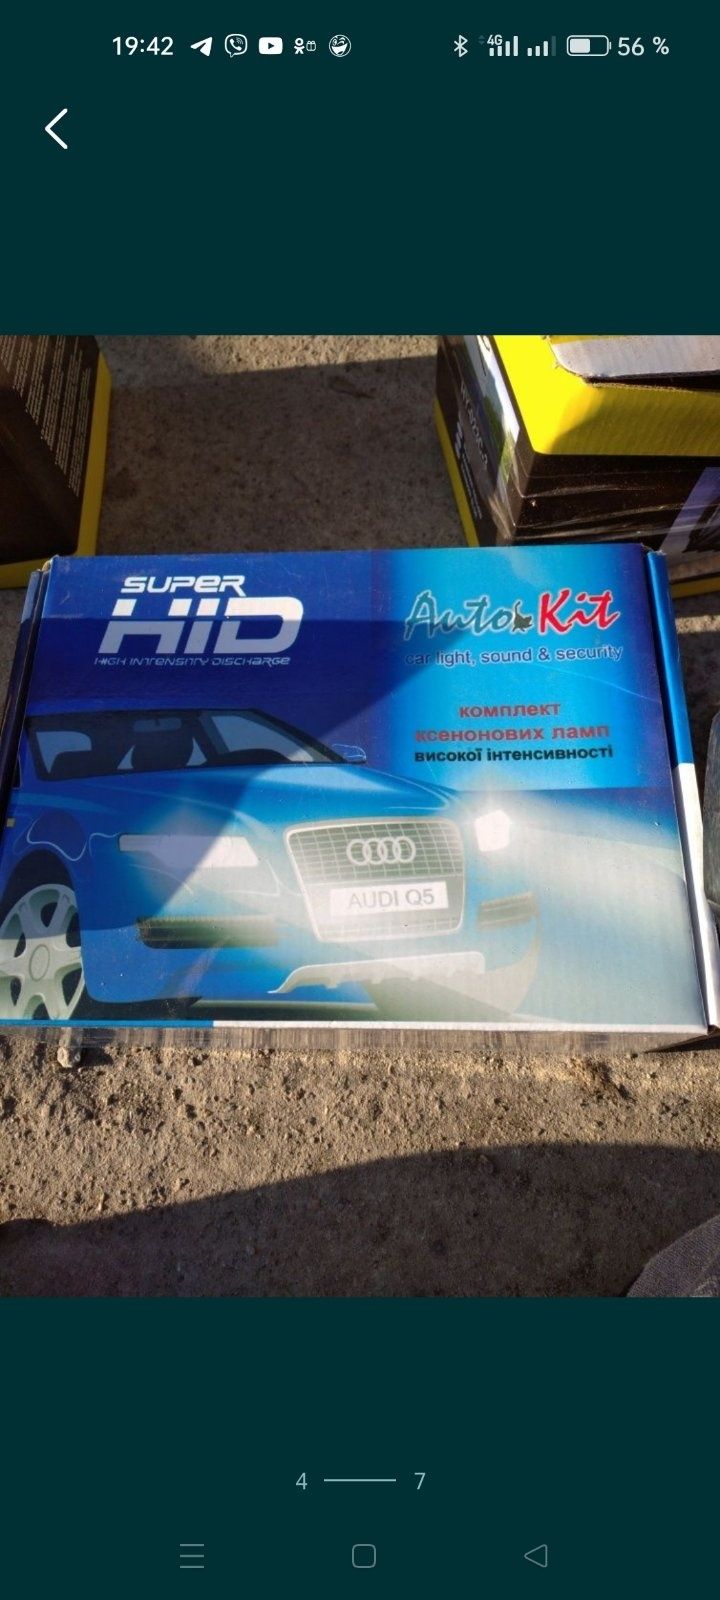 19:42
4G
56 %
SUPER
HID
HIGH INTENSITY DISCHARGE
Auto Kit
car light, sound & security
комплект
ксенонових ламп
високої інтенсивності
AUDI Q5
4
7